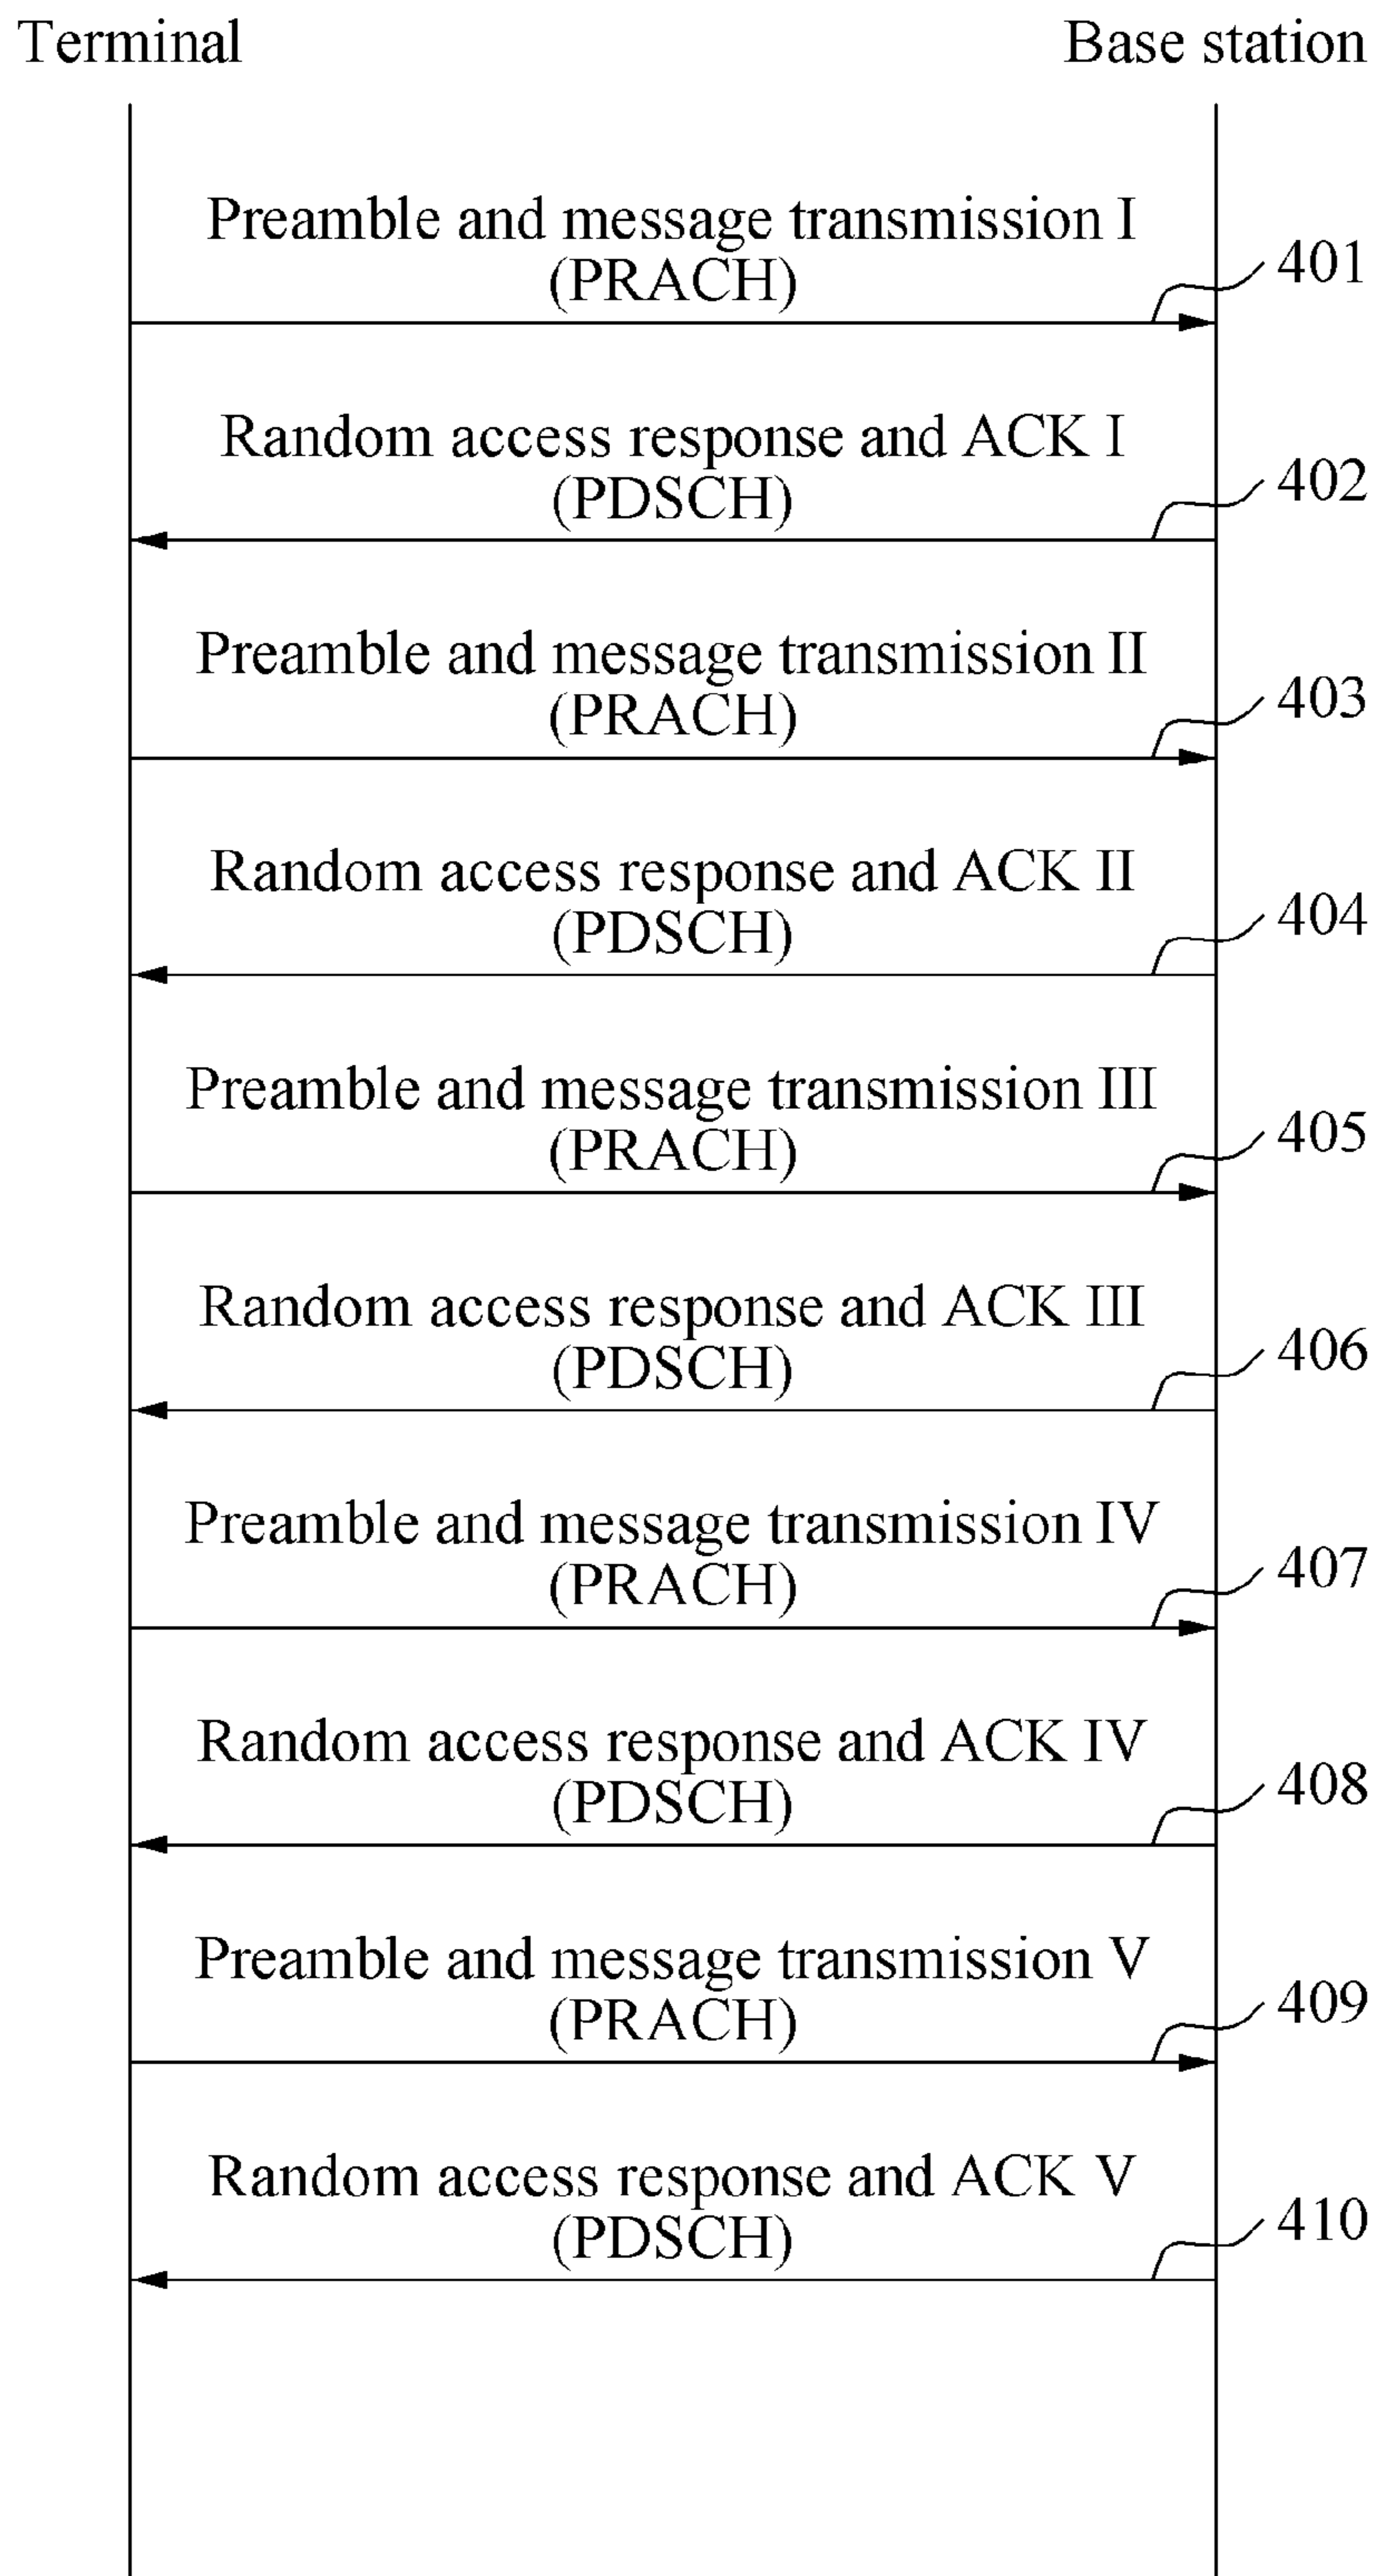 Terminal
Base station
Preamble and message transmission I
(PRACH)
401
Random access response and ACK I
(PDSCH)
402
Preamble and message transmission II
(PRACH)
403
Random access response and ACK II
(PDSCH)
404
Preamble and message transmission III
(PRACH)
405
Random access response and ACK III
(PDSCH)
406
Preamble and message transmission IV
(PRACH)
407
Random access response and ACK IV
(PDSCH)
408
Preamble and message transmission V
(PRACH)
409
Random access response and ACK V
(PDSCH)
410